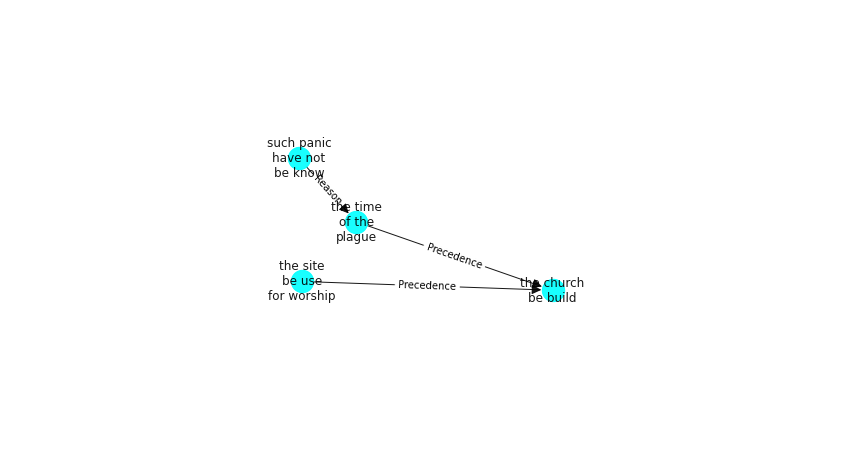 such panic
have not
be know
Reason
the time
of the
plague
Precedence
the site
be use
for worship
Precedence
the church
be build